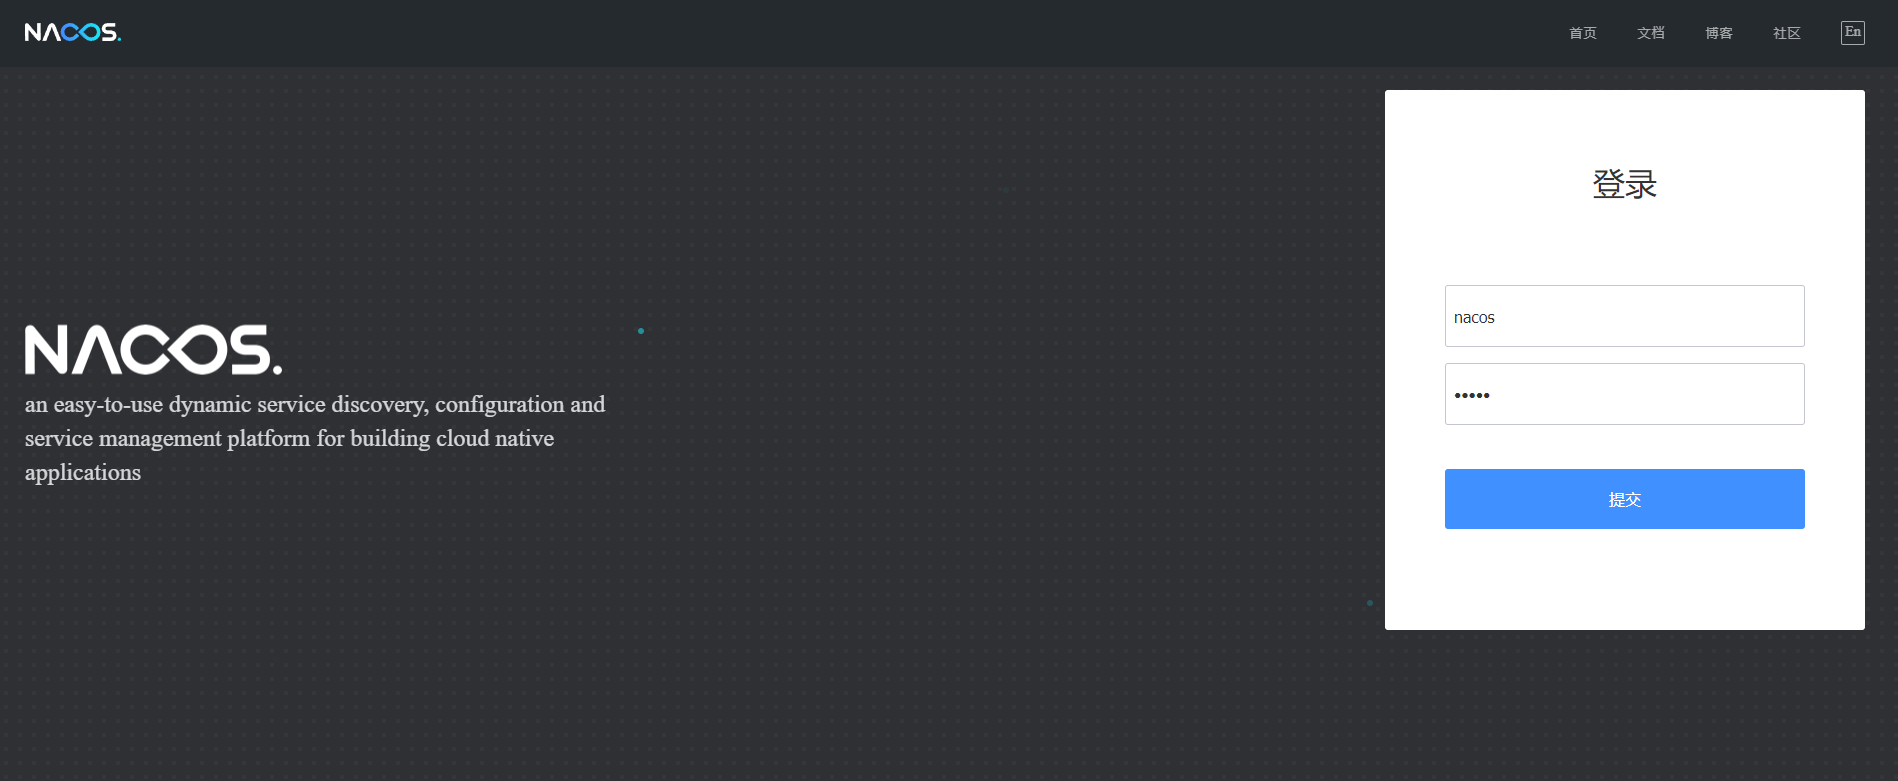 NACOS.
首页 文档 博客 社区 En
登录
nacos
•••••
提交
NACOS.
an easy-to-use dynamic service discovery, configuration and
service management platform for building cloud native
applications